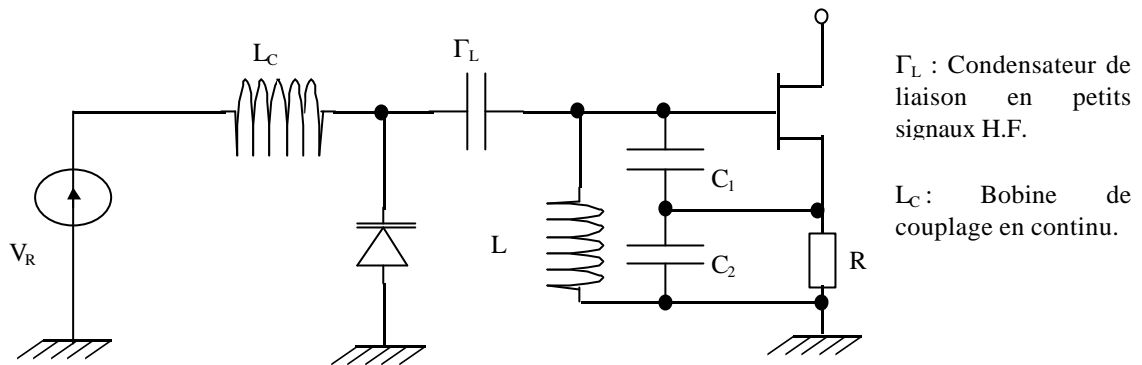 L_C
Γ_L
V_R
L
C_1
C_2
R
Γ_L : Condensateur de
liaison en petits
signaux H.F.
L_C : Bobine de
couplage en continu.